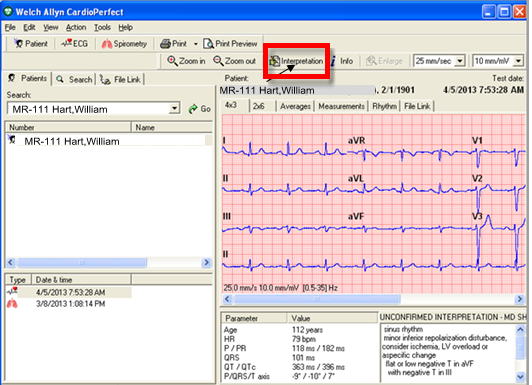 Welch Allyn CardioPerfect
File Edit View Action Tools Help
Patient ECG Spirometry Print Print Preview
Zoom in Zoom out Interpretation Info Enlarge 25 mm/sec 10 mm/mV
Patients Search File Link
Patient: Test date:
MR-111 Hart,William ), 2/1/1901 4/5/2013 7:53:28 AM
Search:
MR-111 Hart,William Go
4x3 2x6 Averages Measurements Rhythm File Link
Number Name
MR-111 Hart,William
I aVR V1
II aVL V2
III aVF V3
II
25.0 mm/s 10.0 mm/mV [0.5-35] Hz
Type Date & time
4/5/2013 7:53:28 AM
3/8/2013 1:08:14 PM
Parameter Value
Age 112 years
HR 79 bpm
P / PR 118 ms / 182 ms
QRS 101 ms
QT / QTc 363 ms / 396 ms
P/QRS/T axis -9° / -10° / 7°
UNCONFIRMED INTERPRETATION - MD SH
sinus rhythm
minor inferior repolarization disturbance,
consider ischemia, LV overload or
aspecific change
flat or low negative T in aVF
with negative T in III